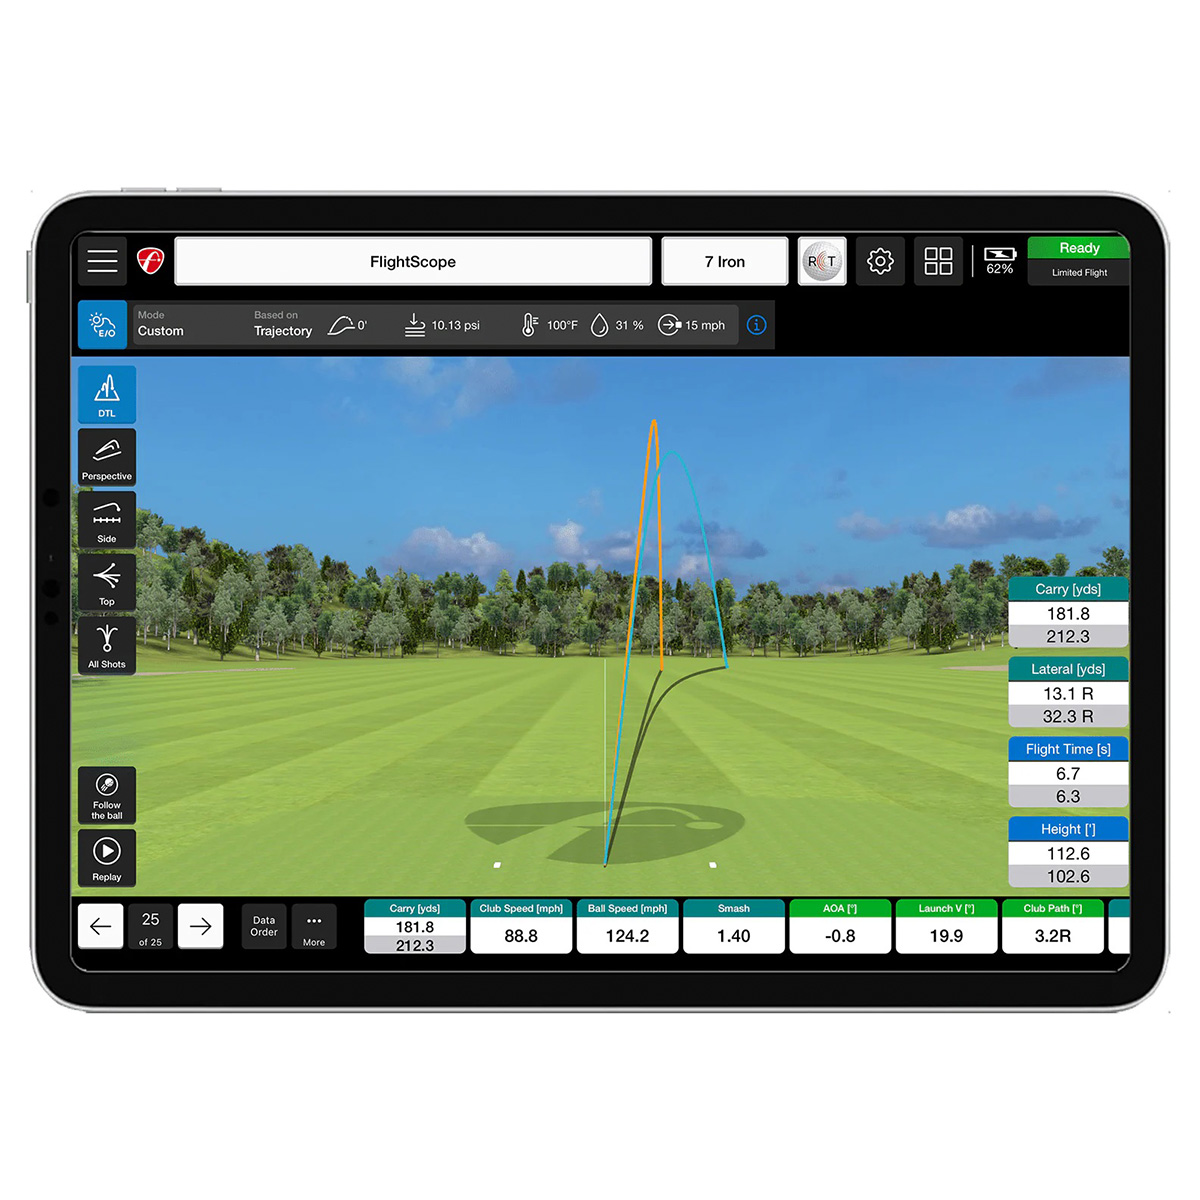 FlightScope
7 Iron
R T
62%
Ready
Limited Flight
E/O
Mode
Custom
Based on
Trajectory
0'
10.13 psi
100°F
31 %
15 mph
i
DTL
Perspective
Side
Top
All Shots
Follow
the ball
Replay
Carry [yds]
181.8
212.3
Lateral [yds]
13.1 R
32.3 R
Flight Time [s]
6.7
6.3
Height [']
112.6
102.6
25
of 25
Data
Order
More
Carry [yds]
181.8
212.3
Club Speed [mph]
88.8
Ball Speed [mph]
124.2
Smash
1.40
AOA [°]
-0.8
Launch V [°]
19.9
Club Path [°]
3.2R